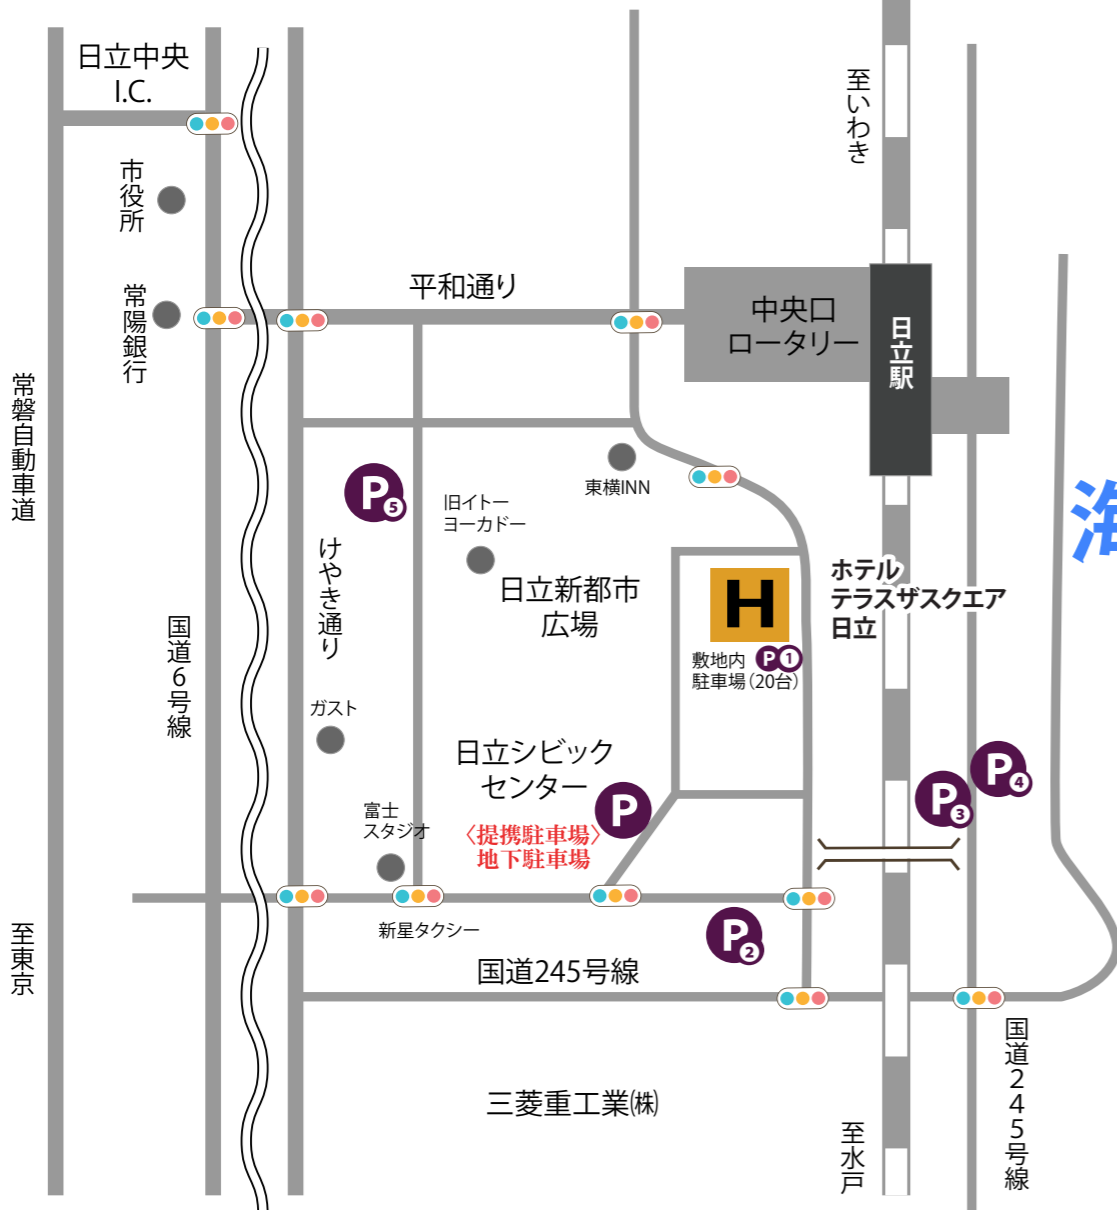 日立中央
I.C.
至いわき
市役所
平和通り
中央口
ロータリー
常陽銀行
日立駅
常磐自動車道
P5
旧イトー
ヨーカドー
東横INN
けやき通り
日立新都市
広場
H
ホテル
テラスザスクエア
日立
敷地内 P1
駐車場(20台)
国道6号線
ガスト
日立シビック
センター
P
〈提携駐車場〉
地下駐車場
富士
スタジオ
P3
P4
新星タクシー
P2
至東京
国道245号線
国道245号線
三菱重工業㈱
至水戸
海